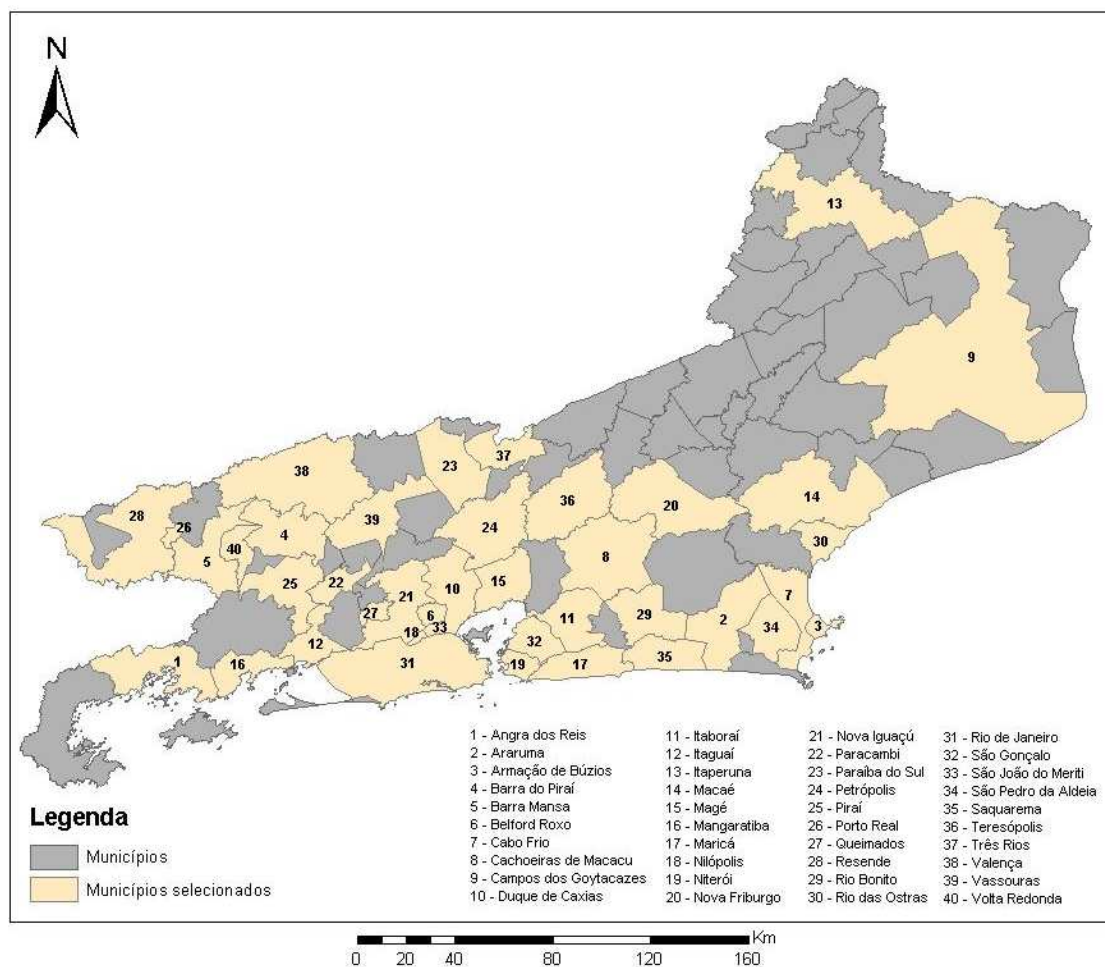 N
13
9
37
23
38
14
36
20
28
39
26
24
30
4
40
8
5
25
22
7
15
10
21
6
29
27
11
2
3
33
34
18
32
12
31
35
1
16
19
17
1 - Angra dos Reis
2 - Araruma
3 - Armação de Búzios
4 - Barra do Piraí
5 - Barra Mansa
6 - Belford Roxo
7 - Cabo Frio
8 - Cachoeiras de Macacu
9 - Campos dos Goytacazes
10 - Duque de Caxias
11 - Itaboraí
12 - Itaguaí
13 - Itaperuna
14 - Macaé
15 - Magé
16 - Mangaratiba
17 - Maricá
18 - Nilópolis
19 - Niterói
20 - Nova Friburgo
21 - Nova Iguaçú
22 - Paracambi
23 - Paraíba do Sul
24 - Petrópolis
25 - Piraí
26 - Porto Real
27 - Queimados
28 - Resende
29 - Rio Bonito
30 - Rio das Ostras
31 - Rio de Janeiro
32 - São Gonçalo
33 - São João do Meriti
34 - São Pedro da Aldeia
35 - Saquarema
36 - Teresópolis
37 - Três Rios
38 - Valença
39 - Vassouras
40 - Volta Redonda
Legenda
Municípios
Municípios selecionados
Km
0 20 40 80 120 160